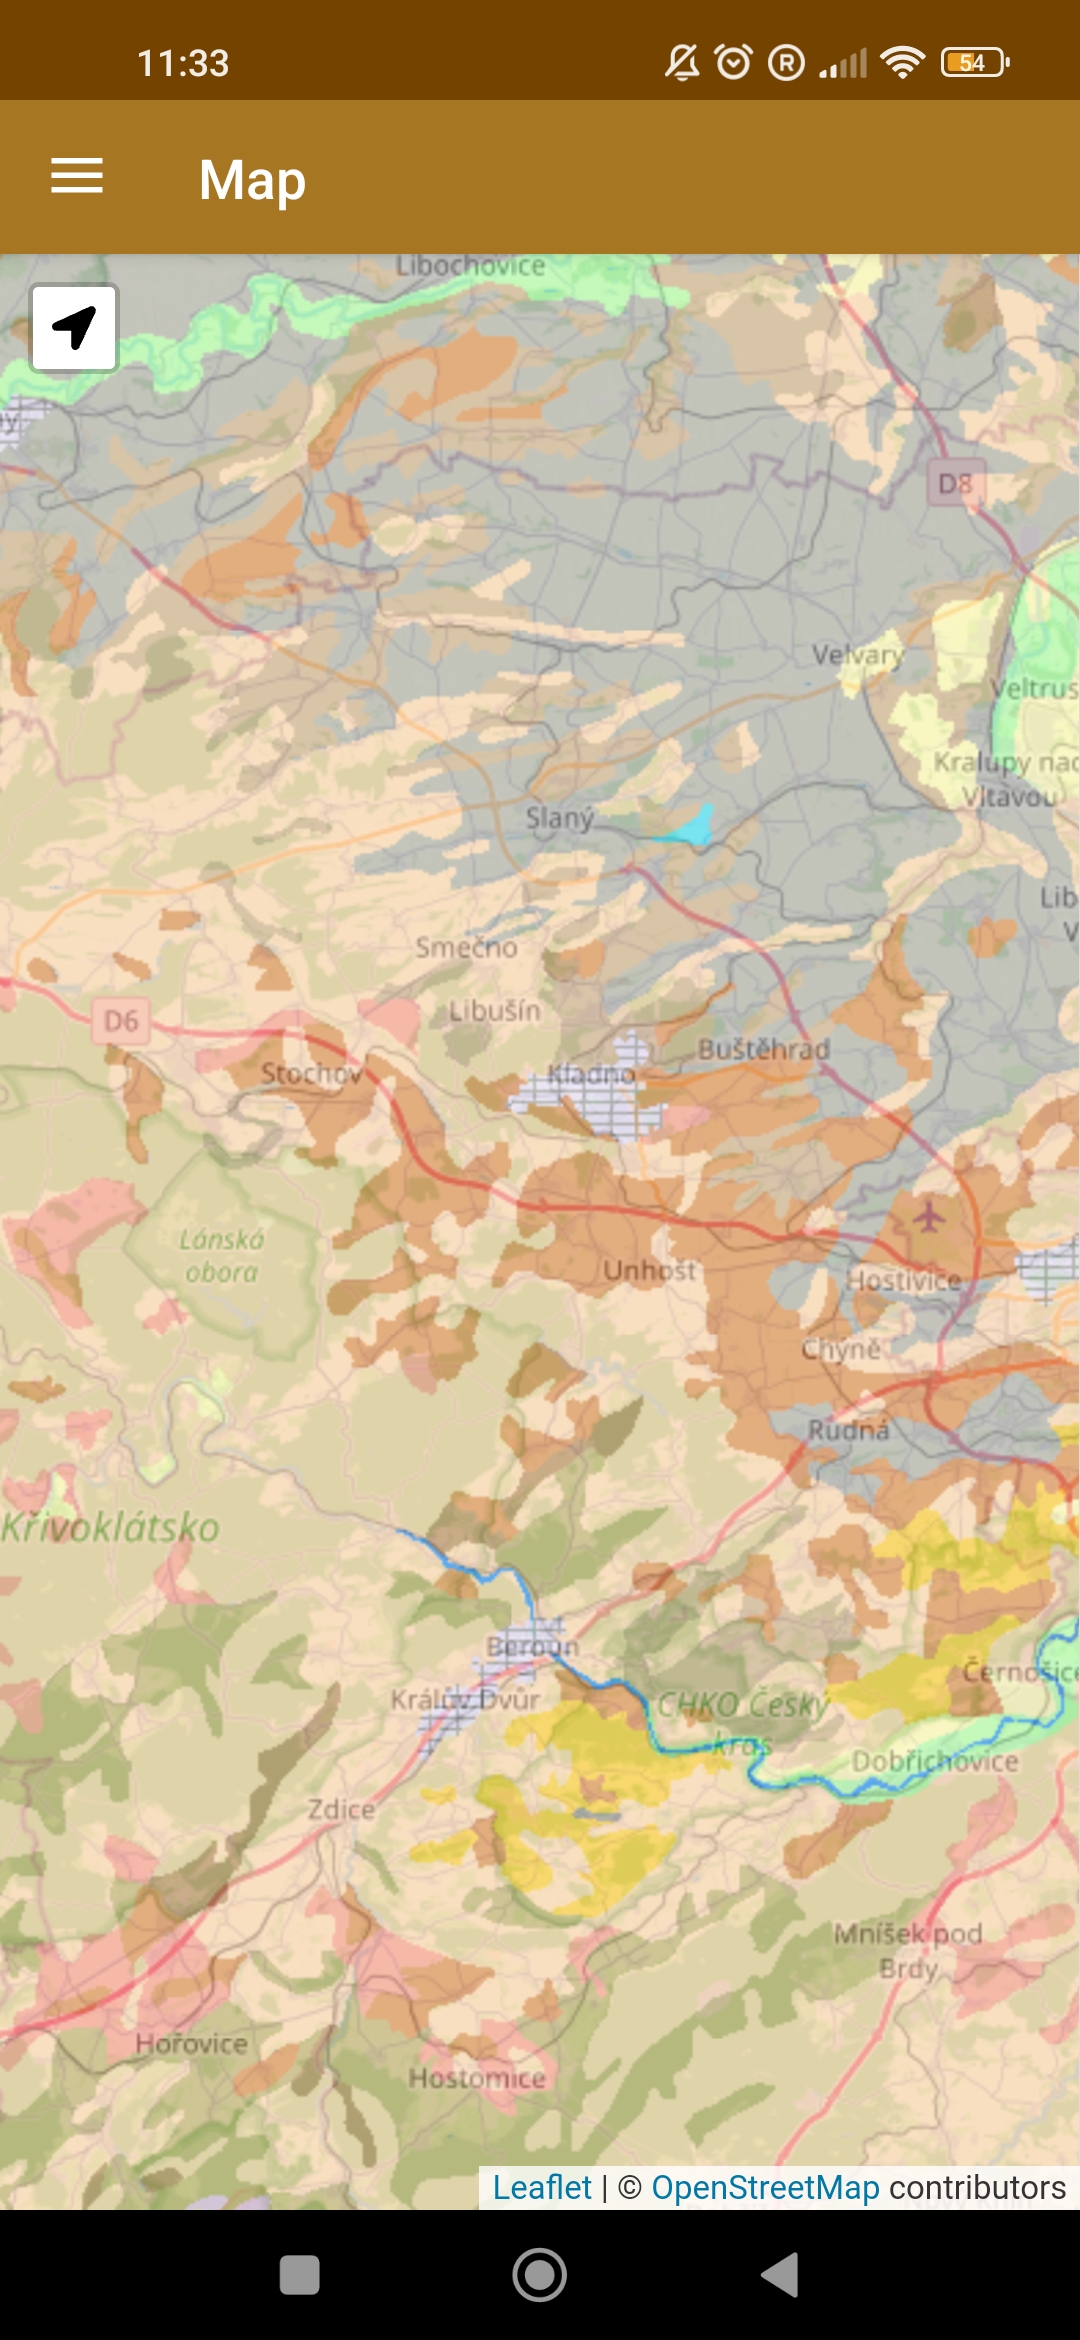 11:33
R
54
Map
Libochovice
D8
Velvary
Veltrus
Kralupy nad
Vltavou
Slaný
Lib
V
Smečno
Libušín
D6
Buštěhrad
Stochov
Kladno
Lánská
obora
Unhošť
Hostivice
Chýně
Rudná
Křivoklátsko
Beroun
Černošice
Králův Dvůr
CHKO Český
kras
Dobřichovice
Zdice
Mníšek pod
Brdy
Hořovice
Hostomice
Leaflet | © OpenStreetMap contributors